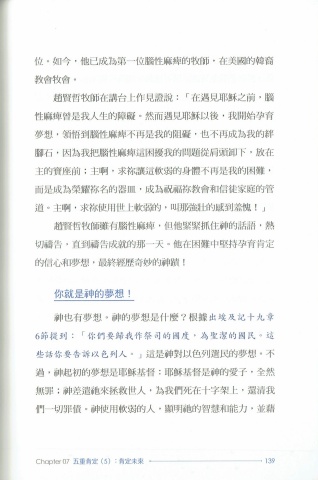 位。如今，他已成為第一位腦性麻痺的牧師，在美國的韓裔
教會牧會。
趙賢哲牧師在講台上作見證說：「在遇見耶穌之前，腦
性麻痺曾是我人生的障礙。然而遇見耶穌以後，我開始孕育
夢想，領悟到腦性麻痺不再是我的阻礙，也不再成為我的絆
腳石，因為我把腦性麻痺這困擾我的問題從肩頭卸下，放在
主的寶座前；主啊，求祢讓這軟弱的身體不再是我的困難，
而是成為榮耀祢名的器皿，成為祝福祢教會和信徒家庭的管
道。主啊，求祢使用世上軟弱的，叫那強壯的感到羞愧！」
趙賢哲牧師雖有腦性麻痺，但他緊緊抓住神的話語，熱
切禱告，直到禱告成就的那一天。他在困難中堅持孕育肯定
的信心和夢想，最終經歷奇妙的神蹟！
你就是神的夢想！
神也有夢想。神的夢想是什麼？根據出埃及記十九章
6節提到：「你們要歸我作祭司的國度，為聖潔的國民。這
些話你要告訴以色列人。」這是神對以色列選民的夢想。不
過，神起初的夢想是耶穌基督；耶穌基督是神的愛子，全然
無罪；神差遣祂來拯救世人，為我們死在十字架上，還清我
們一切罪債。神使用軟弱的人，顯明祂的智慧和能力，並藉
Chapter 07 五重肯定（5）：肯定未來 139